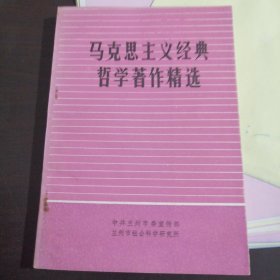 马克思主义经典
哲学著作精选
中共兰州市委宣传部
兰州市社会科学研究所